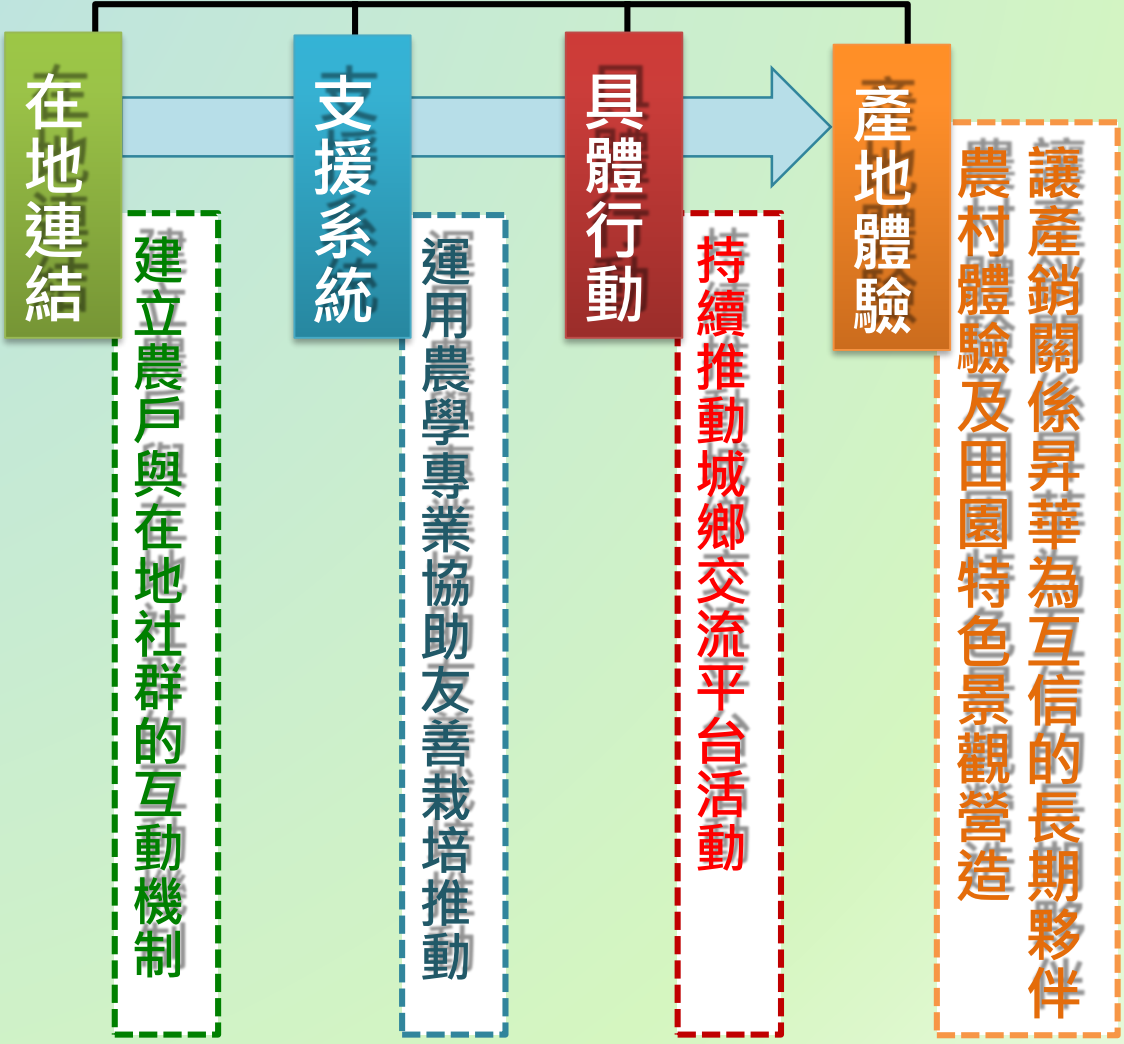 在地連結
建立農戶與在地社群的互動機制
支援系統
運用農學專業協助友善栽培推動
具體行動
持續推動城鄉交流平台活動
產地體驗
讓產銷關係昇華為互信的長期夥伴
農村體驗及田園特色景觀營造